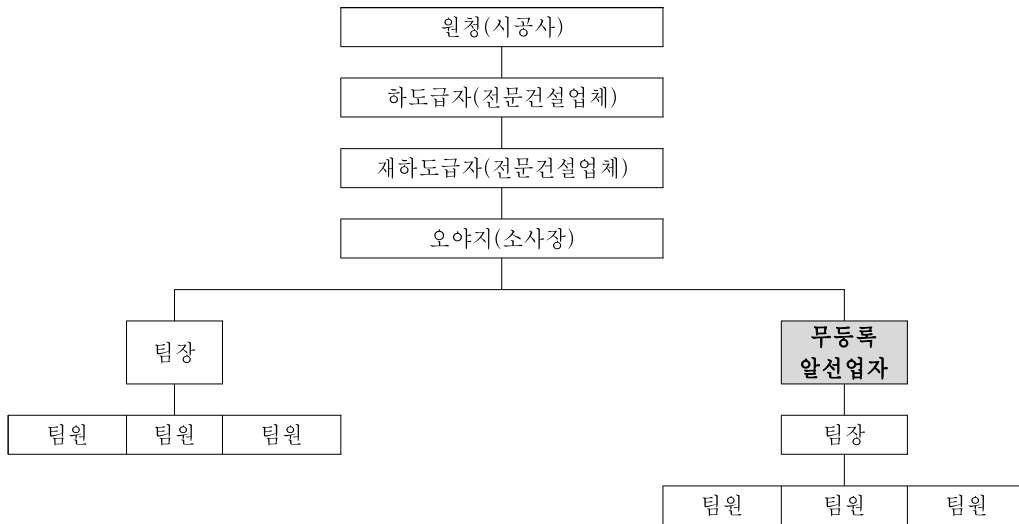 원청(시공사)
하도급자(전문건설업체)
재하도급자(전문건설업체)
오야지(소사장)
팀장
무등록
알선업자
팀원 팀원 팀원
팀장
팀원 팀원 팀원